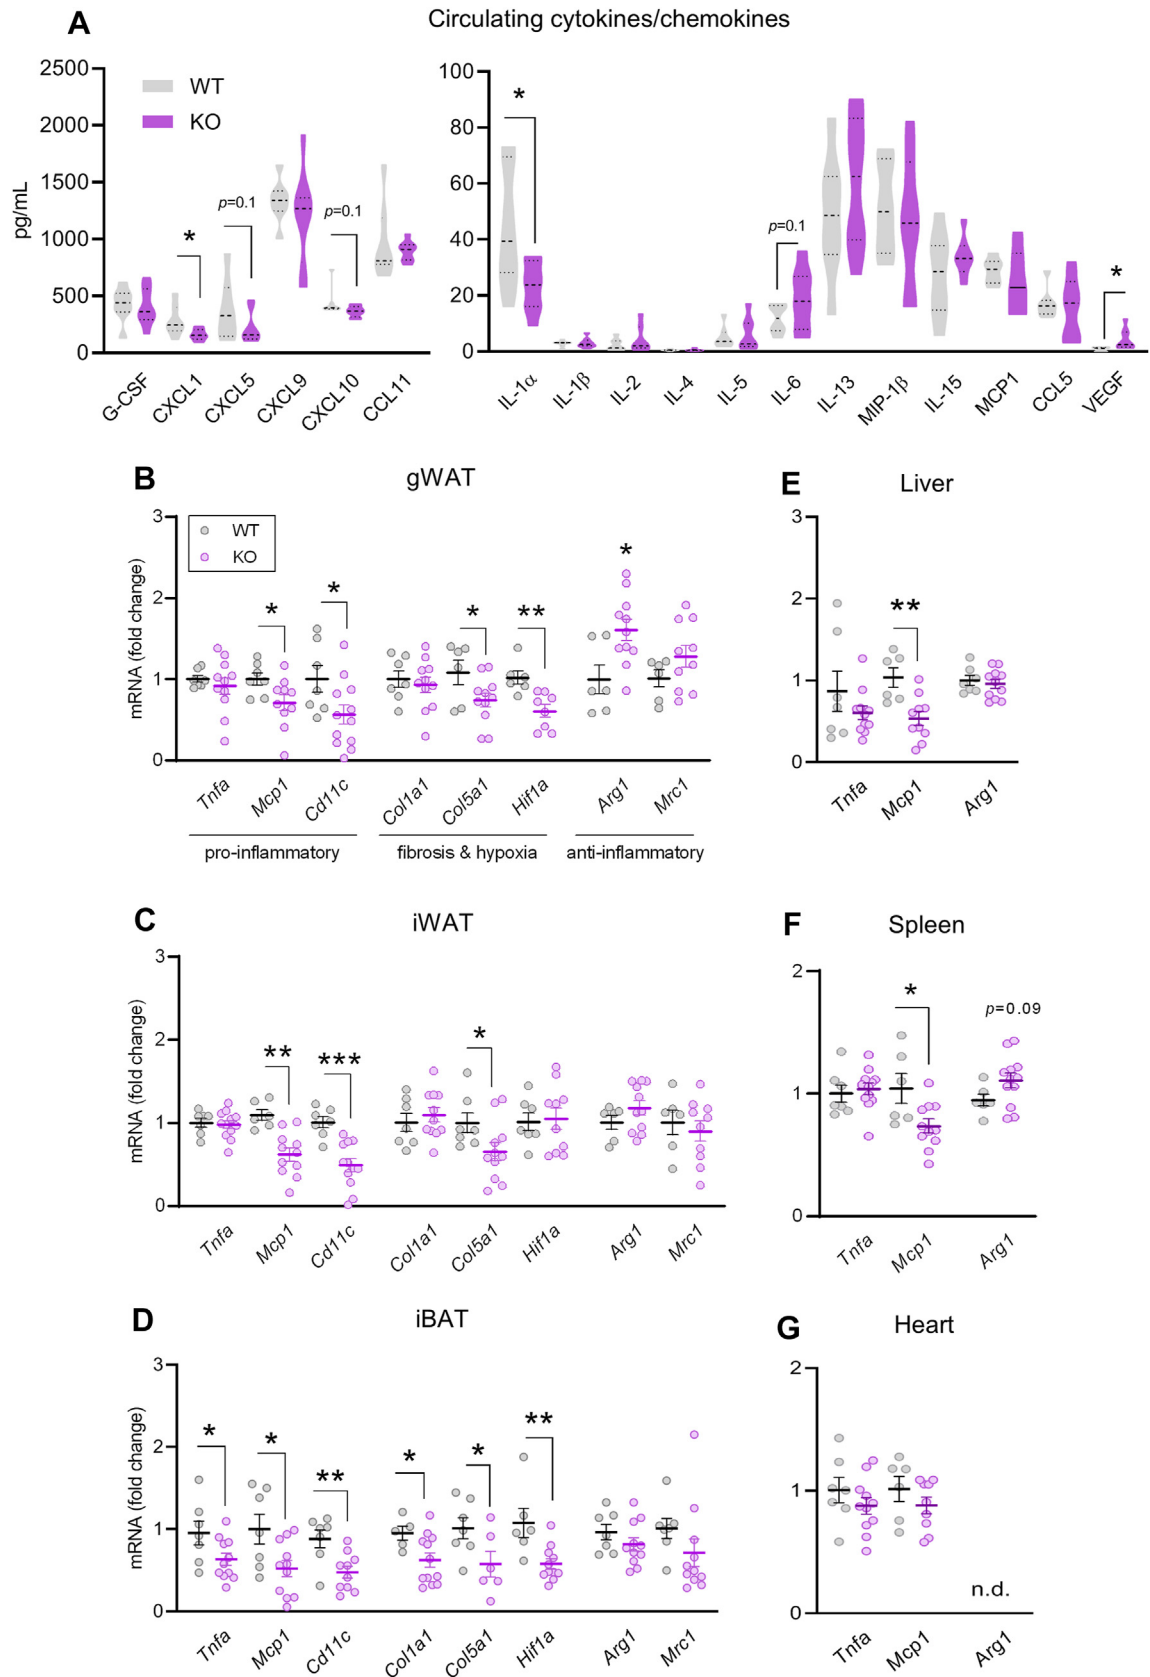 A
Circulating cytokines/chemokines
pg/mL
2500
2000
1500
1000
500
0
WT
KO
*
p=0.1
p=0.1
G-CSF
CXCL1
CXCL5
CXCL9
CXCL10
CCL11
100
80
60
40
20
0
*
p=0.1
*
IL-1α
IL-1β
IL-2
IL-4
IL-5
IL-6
IL-13
MIP-1β
IL-15
MCP1
CCL5
VEGF
B
gWAT
mRNA (fold change)
3
2
1
0
WT
KO
*
*
*
**
*
Tnfa
Mcp1
Cd11c
Col1a1
Col5a1
Hif1a
Arg1
Mrc1
pro-inflammatory
fibrosis & hypoxia
anti-inflammatory
E
Liver
3
2
1
0
**
Tnfa
Mcp1
Arg1
C
iWAT
mRNA (fold change)
3
2
1
0
**
***
*
Tnfa
Mcp1
Cd11c
Col1a1
Col5a1
Hif1a
Arg1
Mrc1
F
Spleen
2
1
0
*
p=0.09
Tnfa
Mcp1
Arg1
D
iBAT
mRNA (fold change)
3
2
1
0
*
*
**
*
*
**
Tnfa
Mcp1
Cd11c
Col1a1
Col5a1
Hif1a
Arg1
Mrc1
G
Heart
2
1
0
n.d.
Tnfa
Mcp1
Arg1